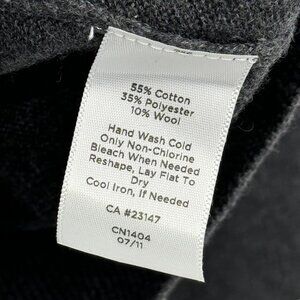 55% Cotton
35% Polyester
10% Wool
Hand Wash Cold
Only Non-Chlorine
Bleach When Needed
Reshape, Lay Flat To
Dry
Cool Iron, If Needed
CA #23147
CN1404
07/11